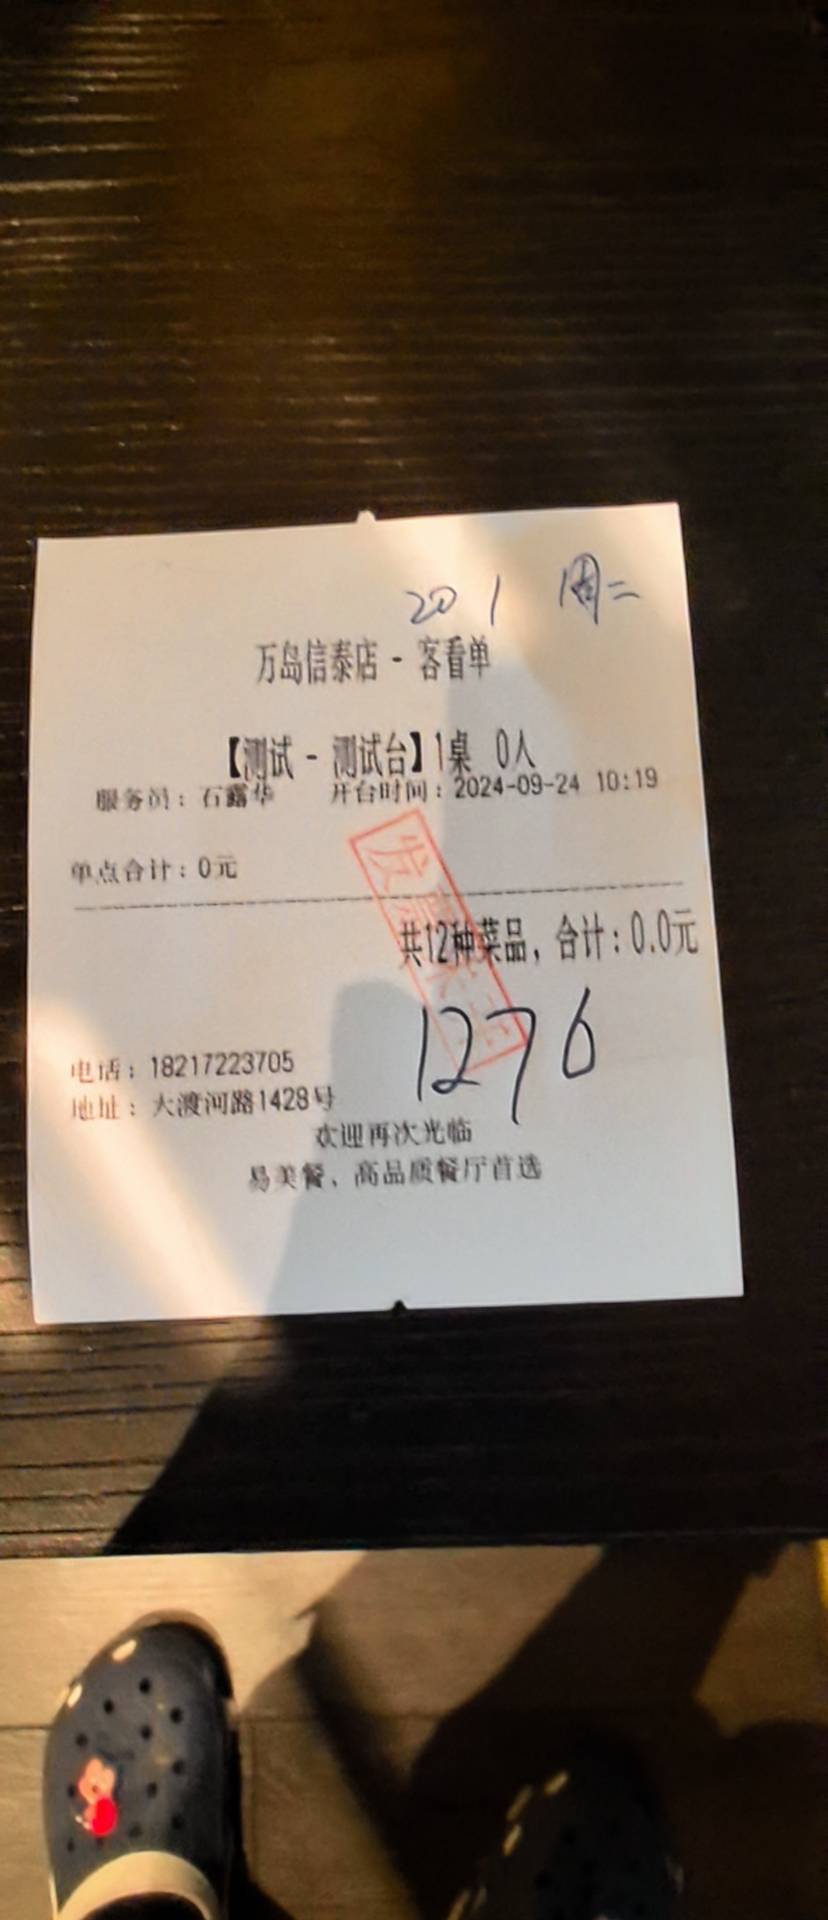 201 周二
万岛信泰店 - 客看单
【测试 - 测试台】1桌 0人
服务员：石露华 开台时间：2024-09-24 10:19
单点合计：0元
共12种菜品，合计：0.0元
1276
电话：18217223705
地址：大渡河路1428号
欢迎再次光临
易美餐、高品质餐厅首选